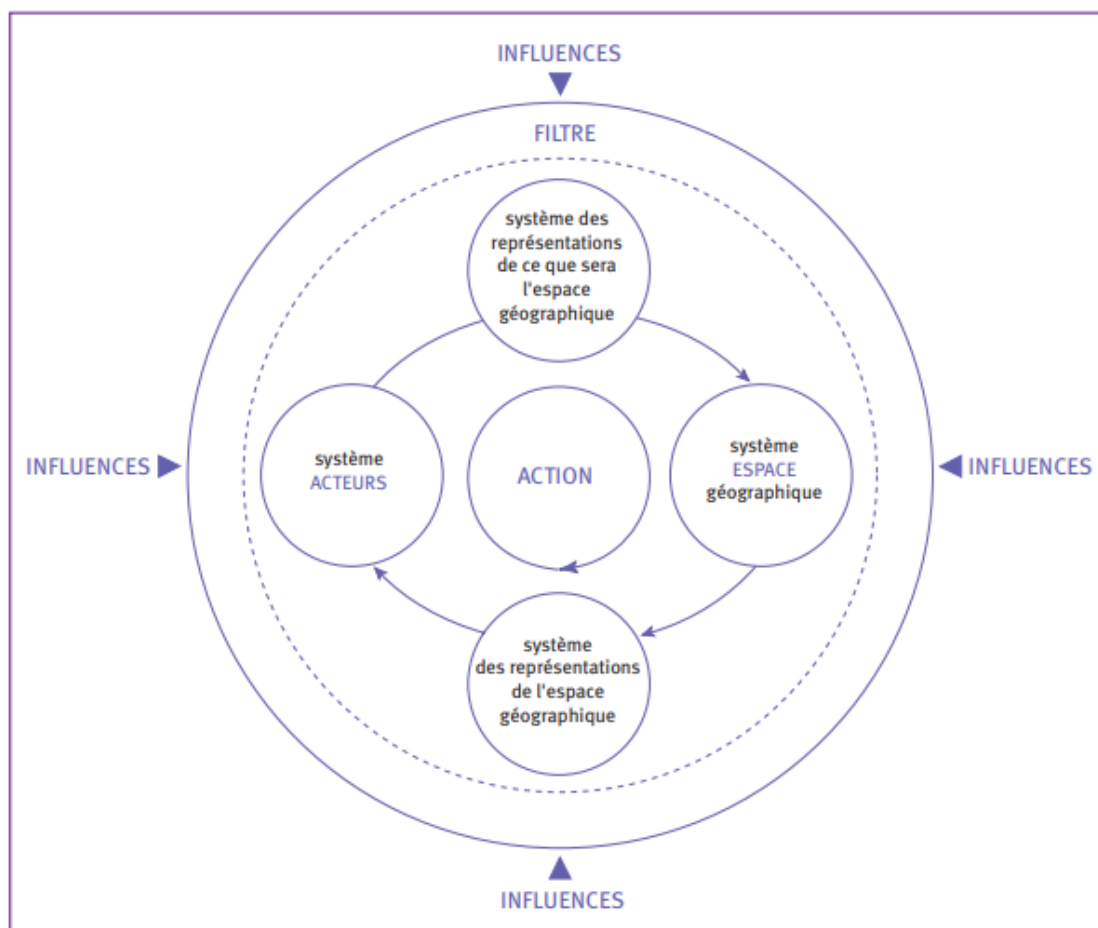 INFLUENCES
FILTRE
système des
représentations
de ce que sera
l'espace
géographique
INFLUENCES
système
ACTEURS
ACTION
système
ESPACE
géographique
INFLUENCES
système
des représentations
de l'espace
géographique
INFLUENCES